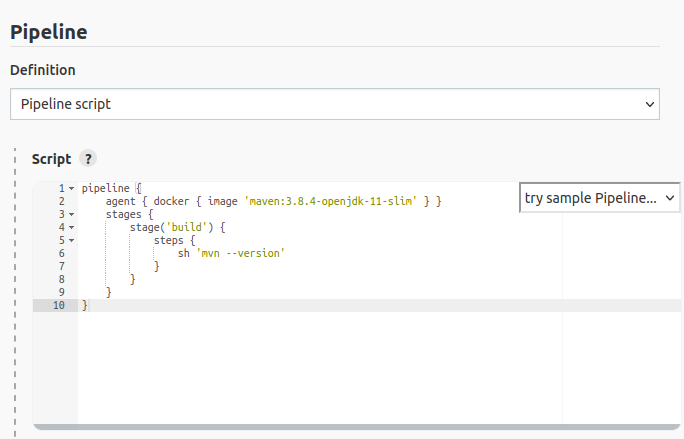 Pipeline
Definition
Pipeline script
Script ?
try sample Pipeline...
1 pipeline {
2     agent { docker { image 'maven:3.8.4-openjdk-11-slim' } }
3     stages {
4         stage('build') {
5             steps {
6                 sh 'mvn --version'
7             }
8         }
9     }
10 }